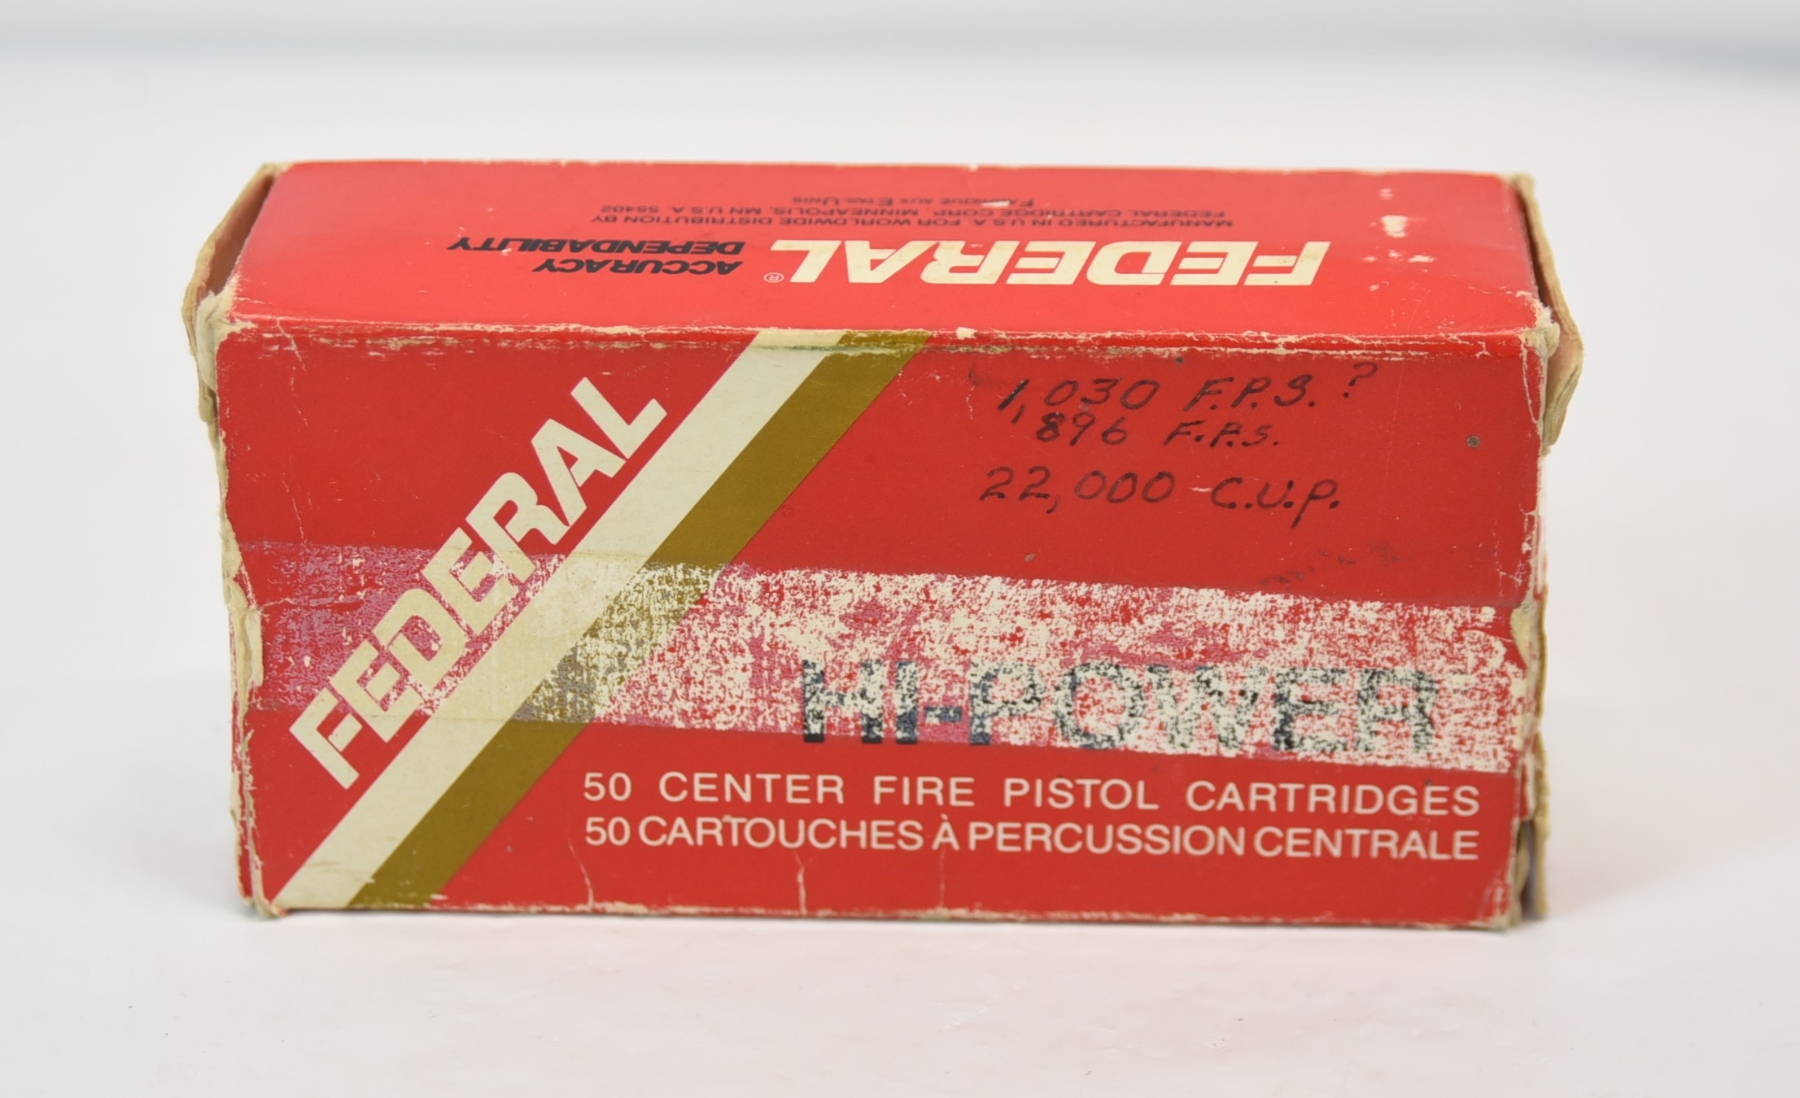 FEDERAL®
ACCURACY
DEPENDABILITY
MANUFACTURED IN U.S.A. FOR WORLDWIDE DISTRIBUTION BY
FEDERAL CARTRIDGE CORP., MINNEAPOLIS, MN U.S.A. 55402
1,030 F.P.S. ?
896 F.P.S.
22,000 C.U.P.
FEDERAL
HI-POWER
50 CENTER FIRE PISTOL CARTRIDGES
50 CARTOUCHES À PERCUSSION CENTRALE